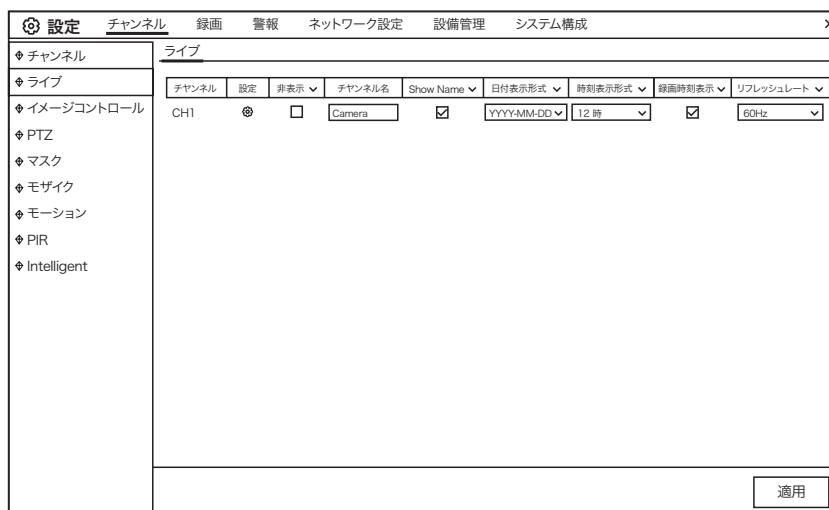 設定 チャンネル 録画 警報 ネットワーク設定 設備管理 システム構成
チャンネル
ライブ
イメージコントロール
PTZ
マスク
モザイク
モーション
PIR
Intelligent
ライブ
チヤンネル 設定 非表示 チヤンネル名 Show Name 日付表示形式 時刻表示形式 録画時刻表示 リフレッシュレート
CH1 Camera YYYY-MM-DD 12 時 60Hz
適用